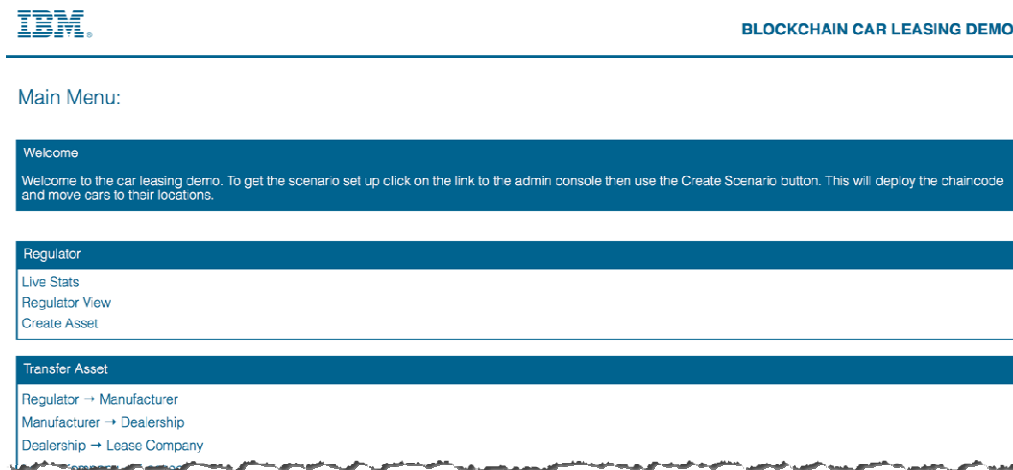 IBM®
BLOCKCHAIN CAR LEASING DEMO
Main Menu:
Welcome
Welcome to the car leasing demo. To get the scenario set up click on the link to the admin console then use the Create Scenario button. This will deploy the chaincode
and move cars to their locations.
Regulator
Live Stats
Regulator View
Create Asset
Transfer Asset
Regulator → Manufacturer
Manufacturer → Dealership
Dealership → Lease Company